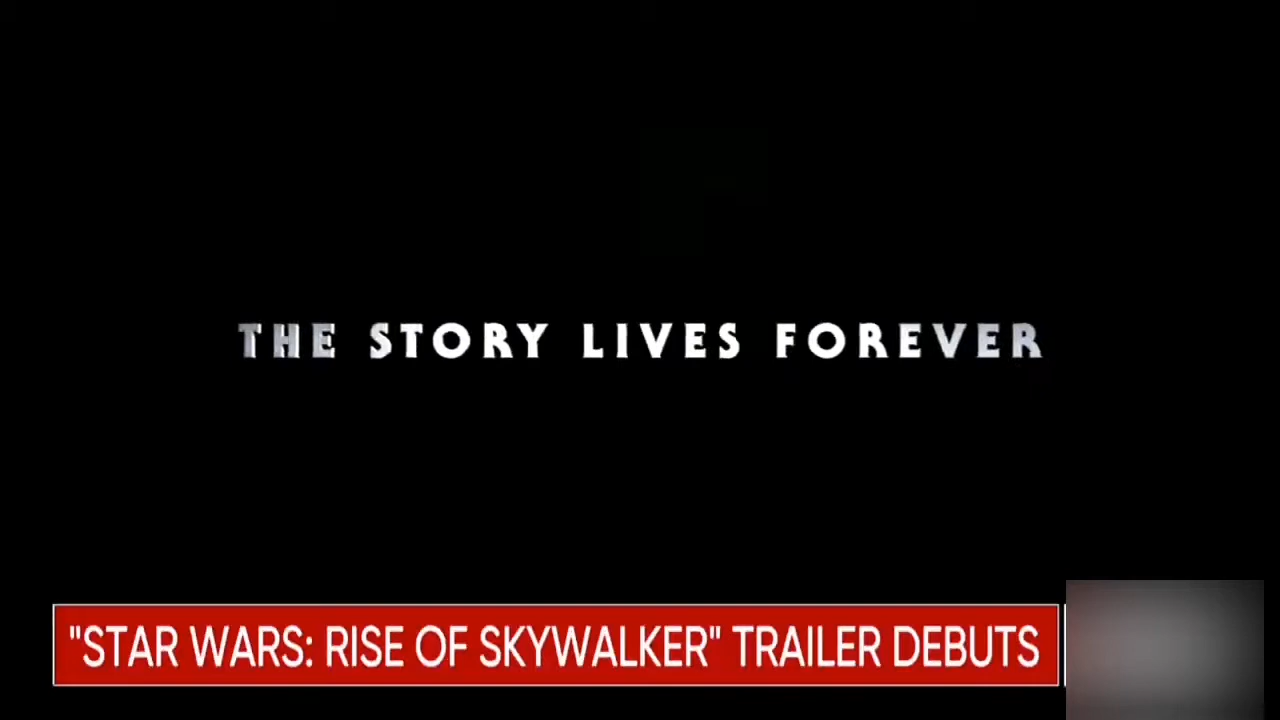 THE STORY LIVES FOREVER
"STAR WARS: RISE OF SKYWALKER" TRAILER DEBUTS